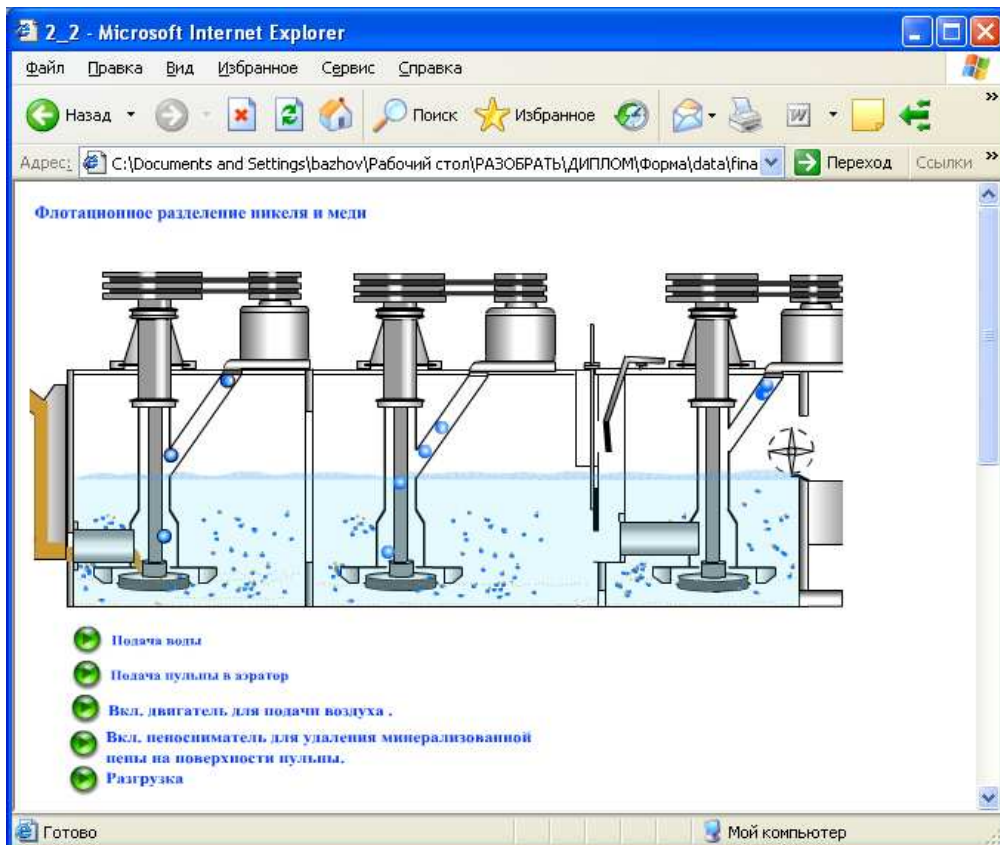 2_2 - Microsoft Internet Explorer
Файл Правка Вид Избранное Сервис Справка
Назад Поиск Избранное »
Адрес: C:\Documents and Settings\bazhov\Рабочий стол\РАЗОБРАТЬ\ДИПЛОМ\Форма\data\fina Переход Ссылки »
Флотационное разделение никеля и меди
Подача воды
Подача пульпы в аэратор
Вкл. двигатель для подачи воздуха .
Вкл. пеносниматель для удаления минерализованной
пены на поверхности пульпы.
Разгрузка
Готово Мой компьютер